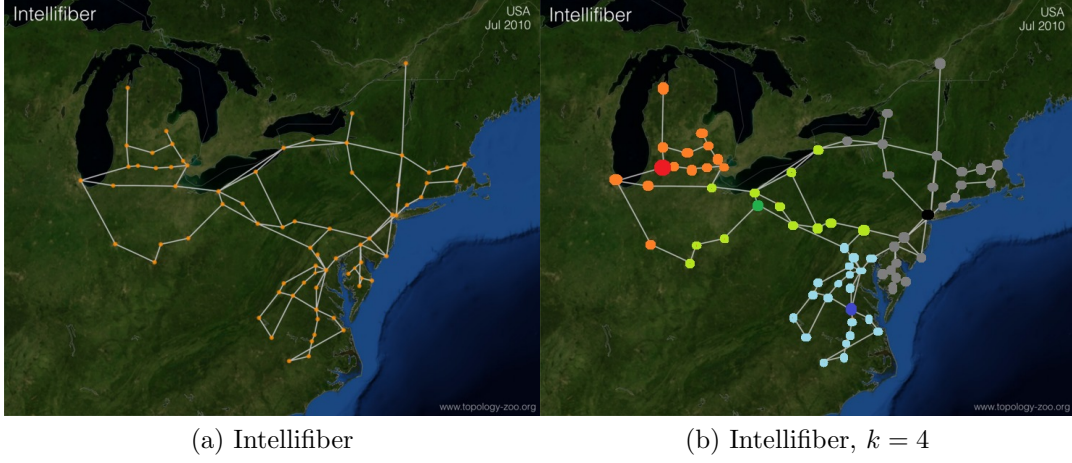 Intellifiber
USA
Jul 2010
www.topology-zoo.org
(a) Intellifiber
Intellifiber
USA
Jul 2010
www.topology-zoo.org
(b) Intellifiber, k = 4